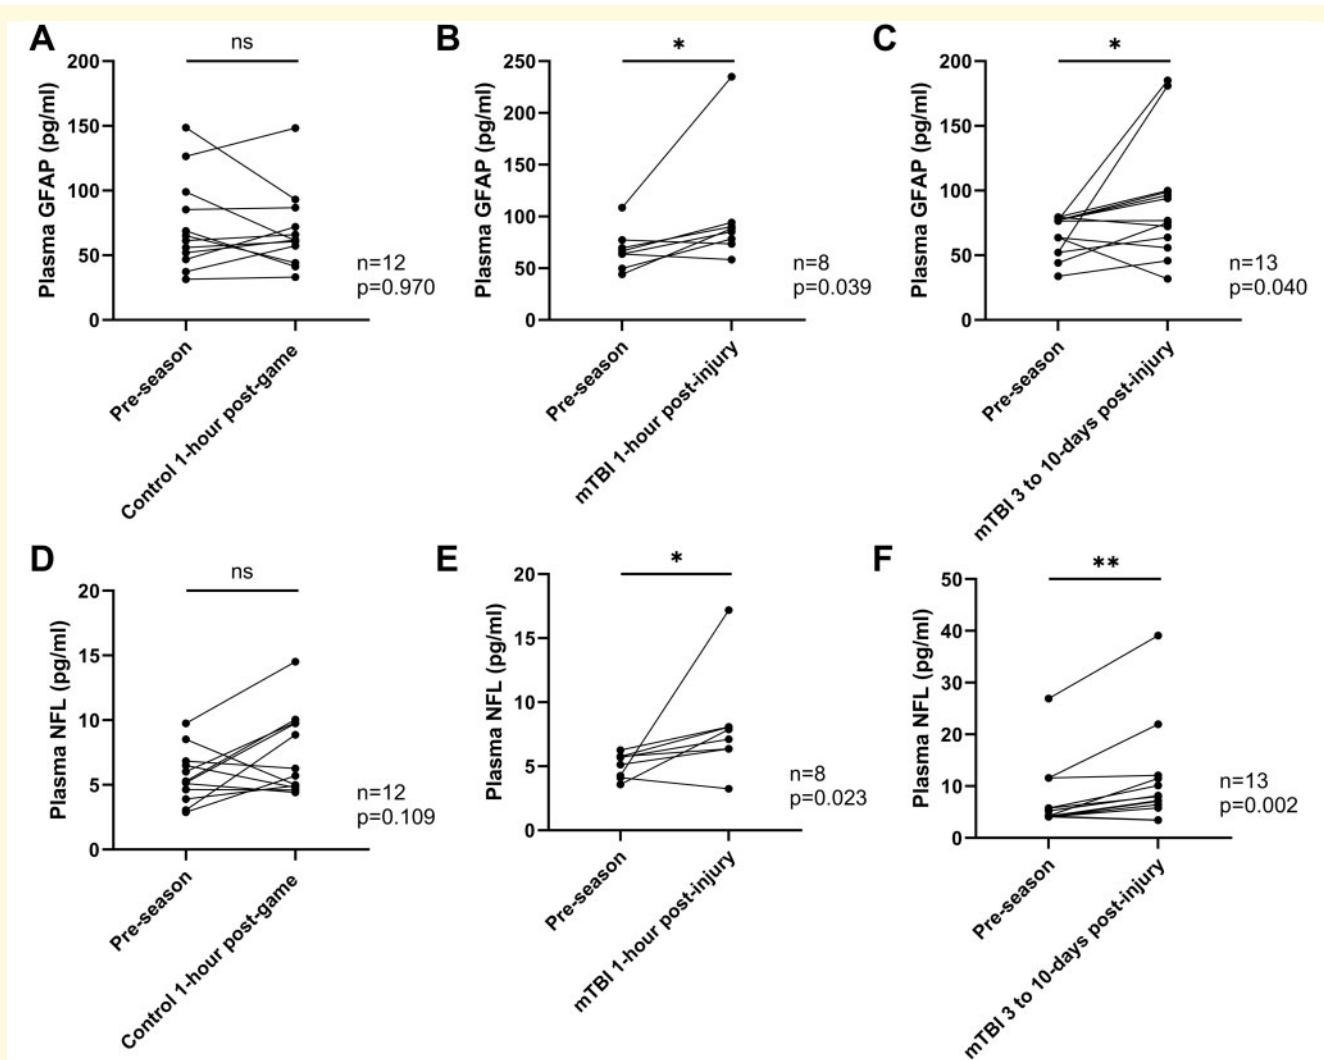 A
ns
Plasma GFAP (pg/ml)
200
150
100
50
0
n=12
p=0.970
Pre-season
Control 1-hour post-game
B
*
Plasma GFAP (pg/ml)
250
200
150
100
50
0
n=8
p=0.039
Pre-season
mTBI 1-hour post-injury
C
*
Plasma GFAP (pg/ml)
200
150
100
50
0
n=13
p=0.040
Pre-season
mTBI 3 to 10-days post-injury
D
ns
Plasma NFL (pg/ml)
20
15
10
5
0
n=12
p=0.109
Pre-season
Control 1-hour post-game
E
*
Plasma NFL (pg/ml)
20
15
10
5
0
n=8
p=0.023
Pre-season
mTBI 1-hour post-injury
F
**
Plasma NFL (pg/ml)
50
40
30
20
10
0
n=13
p=0.002
Pre-season
mTBI 3 to 10-days post-injury